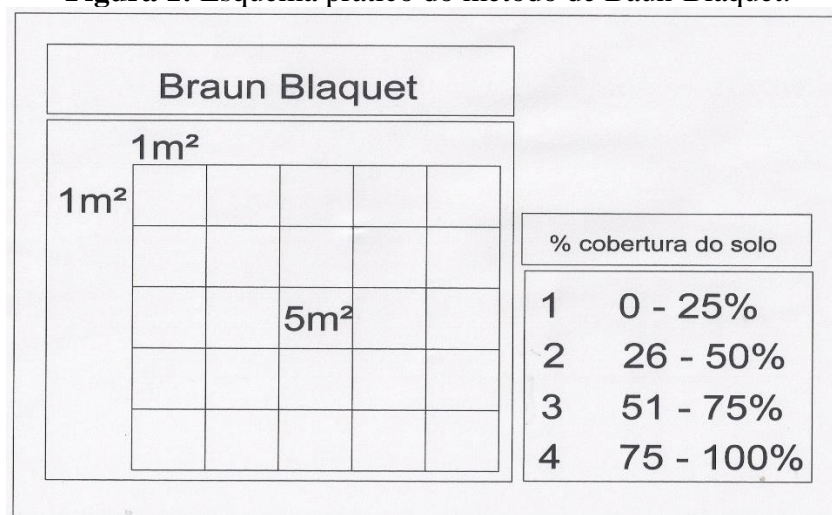 Braun Blaquet
1m²
1m²
5m²
% cobertura do solo
1 0 - 25%
2 26 - 50%
3 51 - 75%
4 75 - 100%